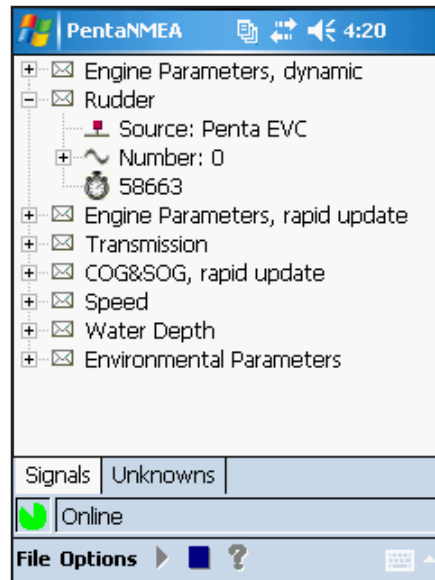 PentaNMEA 4:20
Engine Parameters, dynamic
Rudder
Source: Penta EVC
Number: 0
58663
Engine Parameters, rapid update
Transmission
COG&SOG, rapid update
Speed
Water Depth
Environmental Parameters
Signals Unknowns
Online
File Options